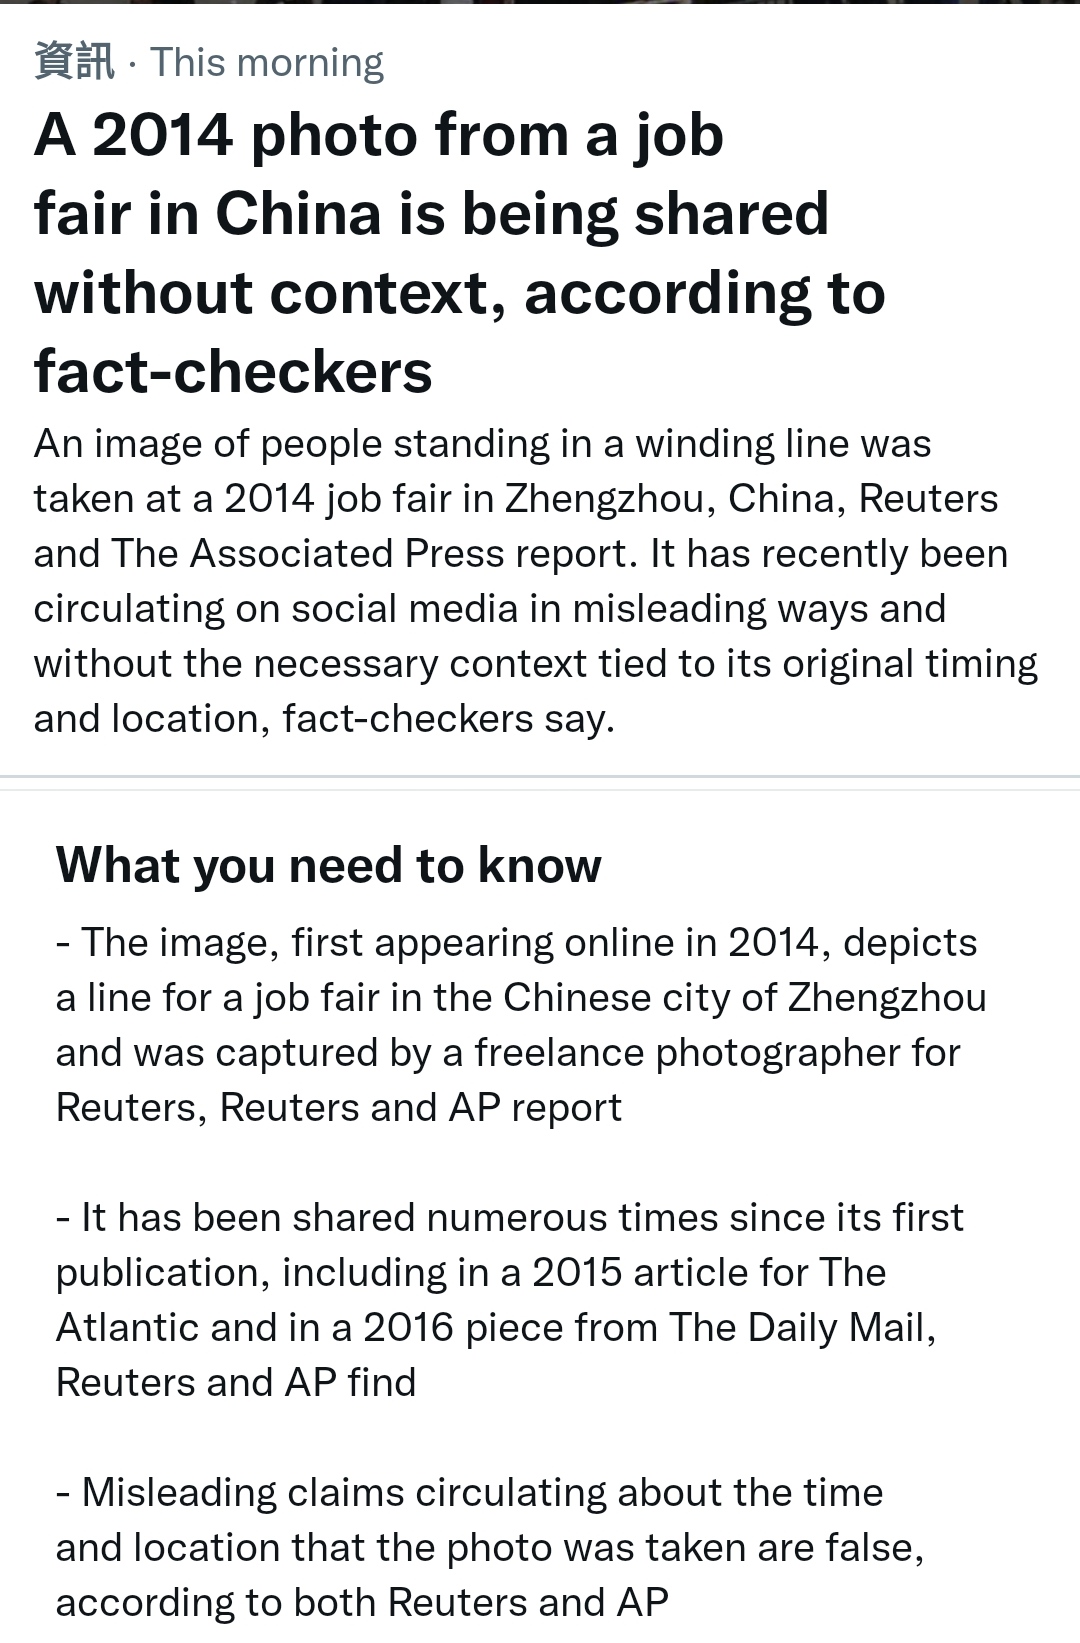 資訊 · This morning
A 2014 photo from a job
fair in China is being shared
without context, according to
fact-checkers
An image of people standing in a winding line was
taken at a 2014 job fair in Zhengzhou, China, Reuters
and The Associated Press report. It has recently been
circulating on social media in misleading ways and
without the necessary context tied to its original timing
and location, fact-checkers say.
What you need to know
- The image, first appearing online in 2014, depicts
a line for a job fair in the Chinese city of Zhengzhou
and was captured by a freelance photographer for
Reuters, Reuters and AP report
- It has been shared numerous times since its first
publication, including in a 2015 article for The
Atlantic and in a 2016 piece from The Daily Mail,
Reuters and AP find
- Misleading claims circulating about the time
and location that the photo was taken are false,
according to both Reuters and AP